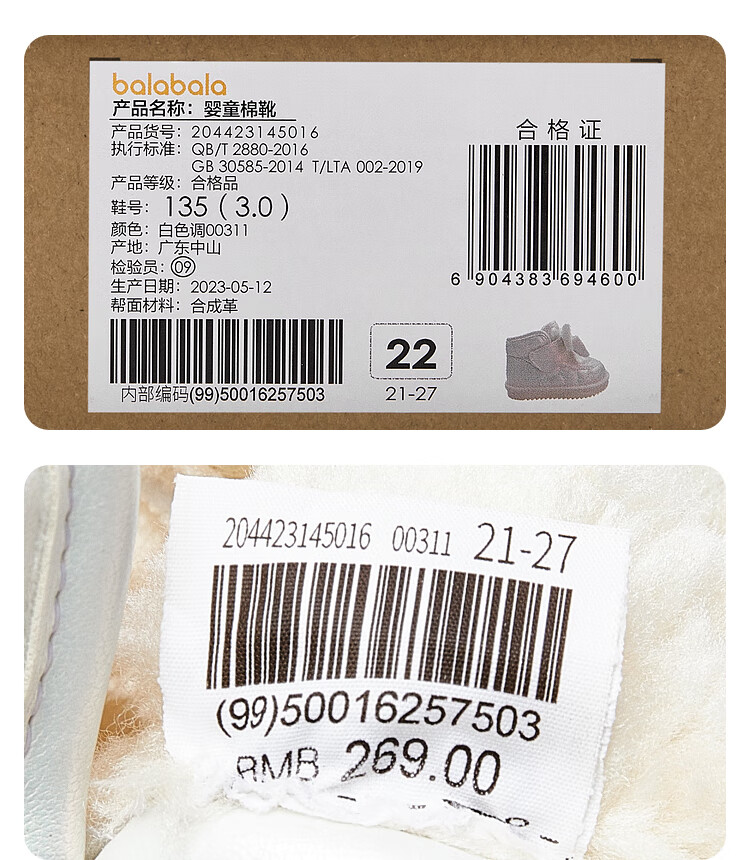 balabala
产品名称：婴童棉靴
产品货号：204423145016
执行标准：QB/T 2880-2016
GB 30585-2014 T/LTA 002-2019
产品等级：合格品
鞋号：135（3.0）
颜色：白色调00311
产地：广东中山
检验员：09
生产日期：2023-05-12
帮面材料：合成革
内部编码(99)50016257503
22
21-27
合格证
6 904383 694600
204423145016 00311 21-27
(99)50016257503
RMB 269.00